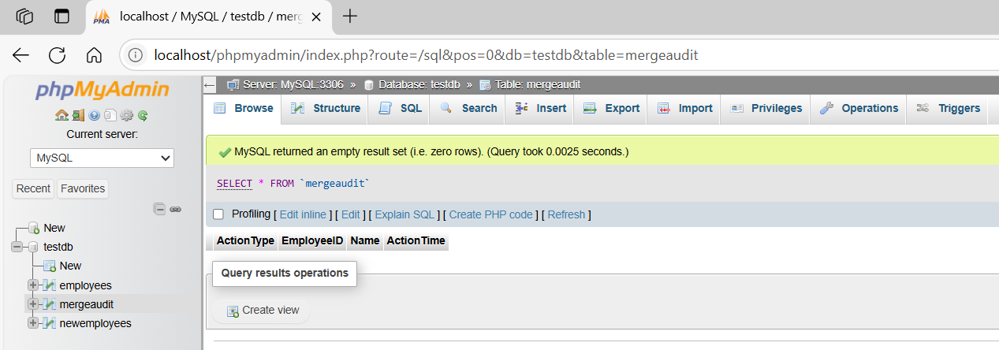 localhost / MySQL / testdb / merg
localhost/phpmyadmin/index.php?route=/sql&pos=0&db=testdb&table=mergeaudit
phpMyAdmin
Current server:
MySQL
Recent Favorites
New
testdb
New
employees
mergeaudit
newemployees
Server: MySQL:3306 » Database: testdb » Table: mergeaudit
Browse Structure SQL Search Insert Export Import Privileges Operations Triggers
MySQL returned an empty result set (i.e. zero rows). (Query took 0.0025 seconds.)
SELECT * FROM `mergeaudit`
Profiling [ Edit inline ] [ Edit ] [ Explain SQL ] [ Create PHP code ] [ Refresh ]
ActionType EmployeeID Name ActionTime
Query results operations
Create view